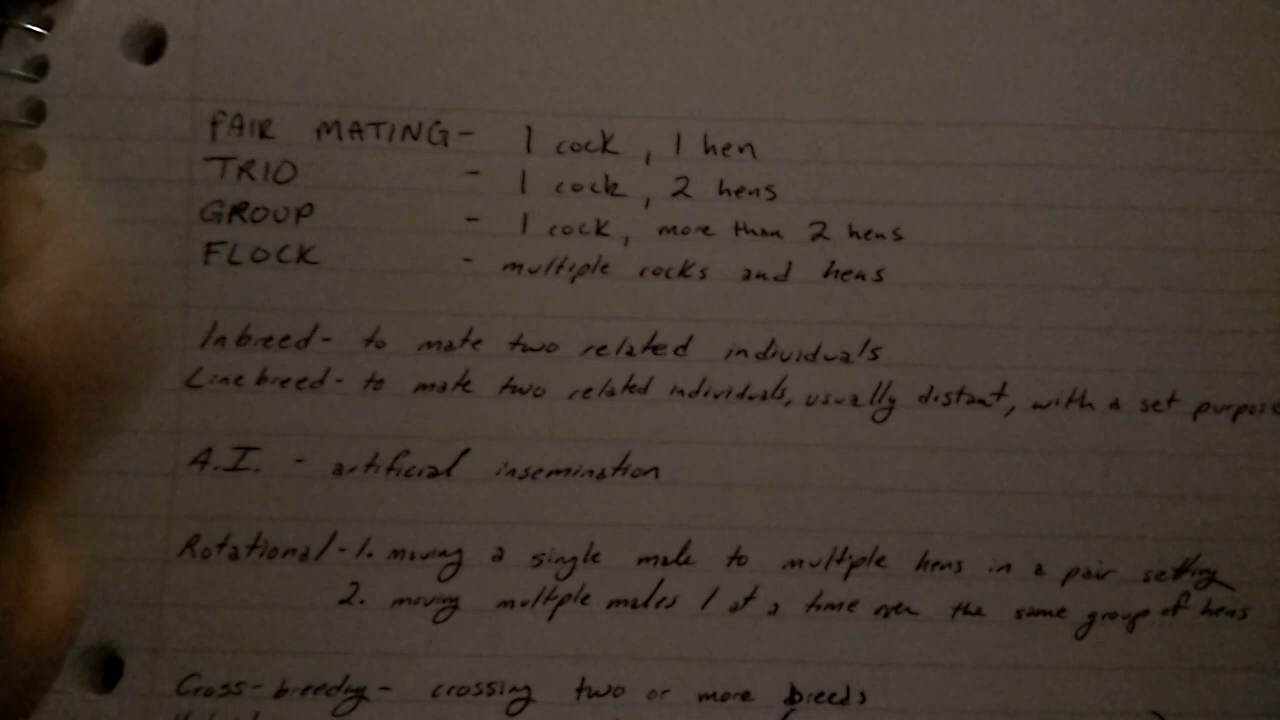 PAIR MATING - 1 cock, 1 hen
TRIO - 1 cock, 2 hens
GROUP - 1 cock, more than 2 hens
FLOCK - multiple cocks and hens
Inbreed - to mate two related individuals
Linebreed - to mate two related individuals, usually distant, with a set purpose
A.I. - artificial insemination
Rotational - 1. moving a single male to multiple hens in a pair setting
2. moving multiple males 1 at a time over the same group of hens
Cross-breeding - crossing two or more breeds